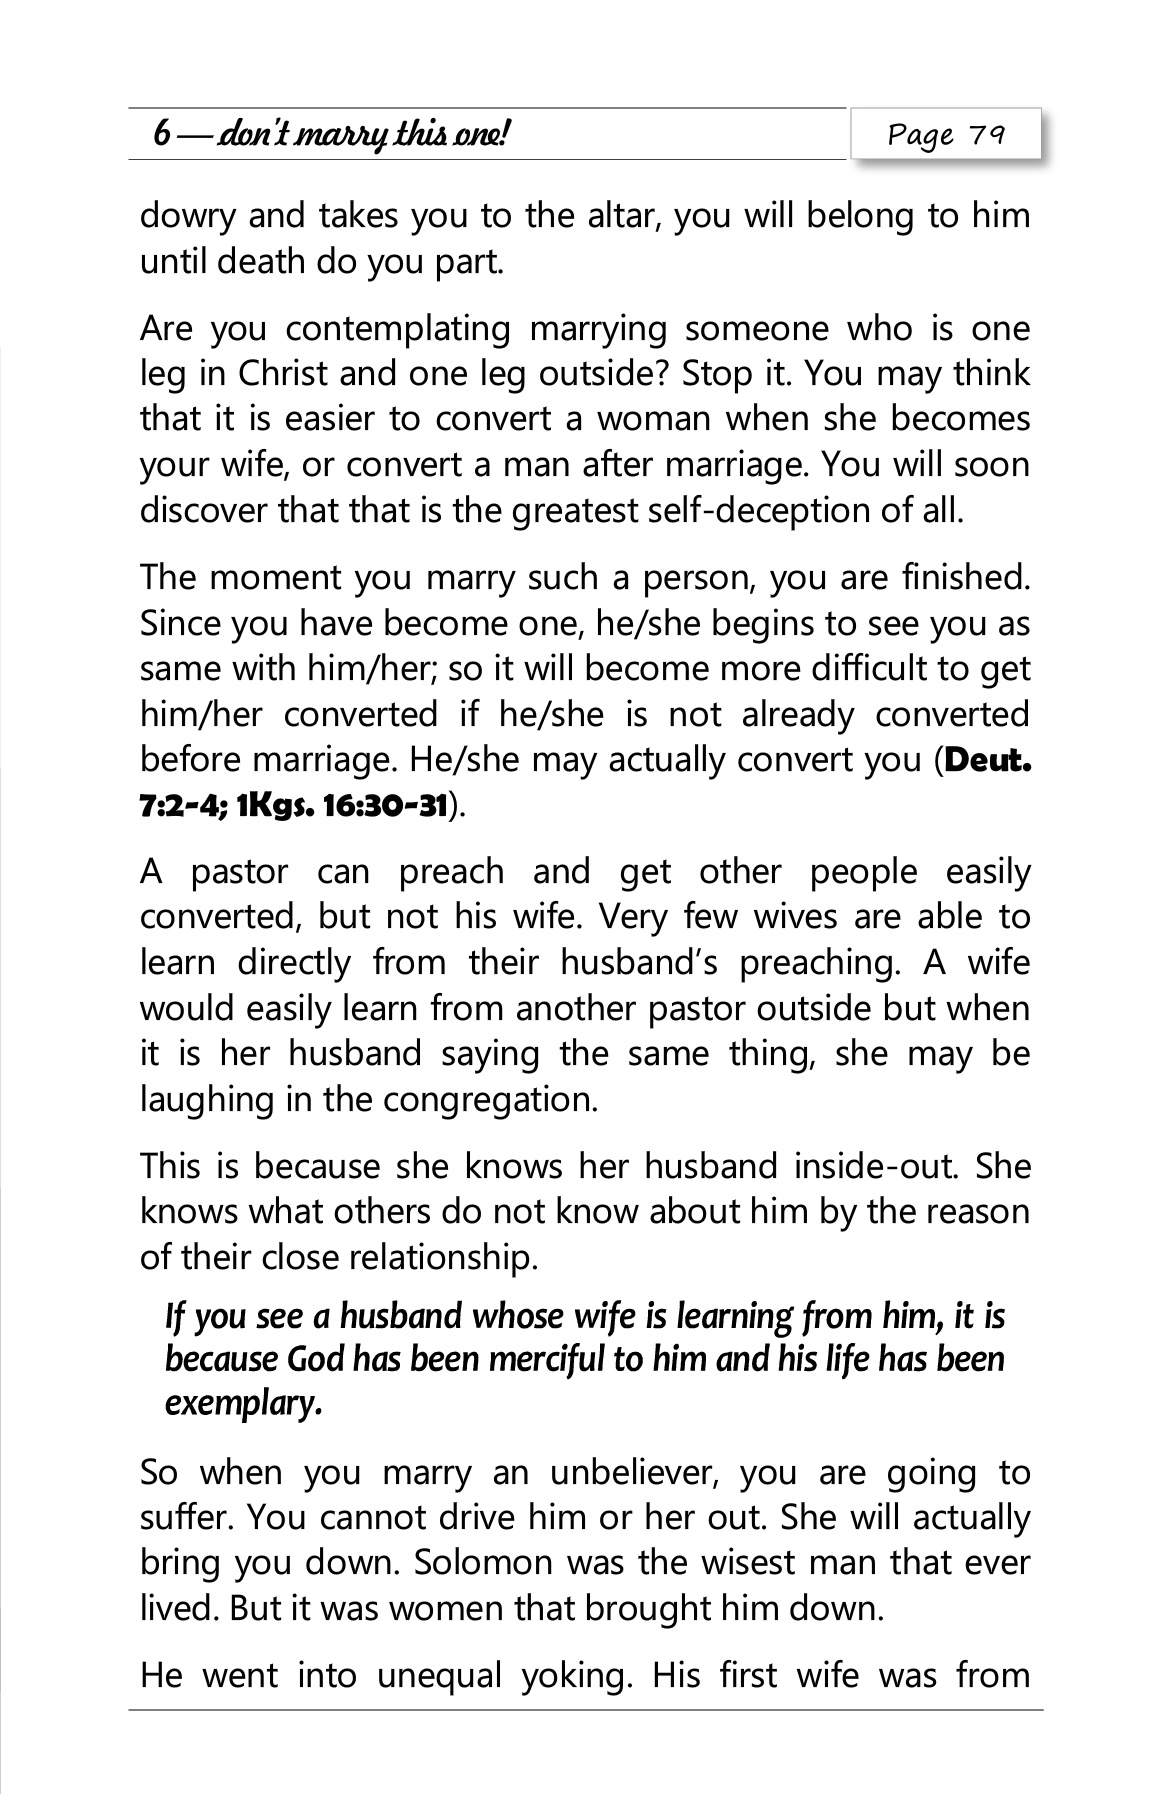 6 — don't marry this one!
Page 79
dowry and takes you to the altar, you will belong to him
until death do you part.
Are you contemplating marrying someone who is one
leg in Christ and one leg outside? Stop it. You may think
that it is easier to convert a woman when she becomes
your wife, or convert a man after marriage. You will soon
discover that that is the greatest self-deception of all.
The moment you marry such a person, you are finished.
Since you have become one, he/she begins to see you as
same with him/her; so it will become more difficult to get
him/her converted if he/she is not already converted
before marriage. He/she may actually convert you (Deut.
7:2-4; 1Kgs. 16:30-31).
A pastor can preach and get other people easily
converted, but not his wife. Very few wives are able to
learn directly from their husband’s preaching. A wife
would easily learn from another pastor outside but when
it is her husband saying the same thing, she may be
laughing in the congregation.
This is because she knows her husband inside-out. She
knows what others do not know about him by the reason
of their close relationship.
If you see a husband whose wife is learning from him, it is
because God has been merciful to him and his life has been
exemplary.
So when you marry an unbeliever, you are going to
suffer. You cannot drive him or her out. She will actually
bring you down. Solomon was the wisest man that ever
lived. But it was women that brought him down.
He went into unequal yoking. His first wife was from